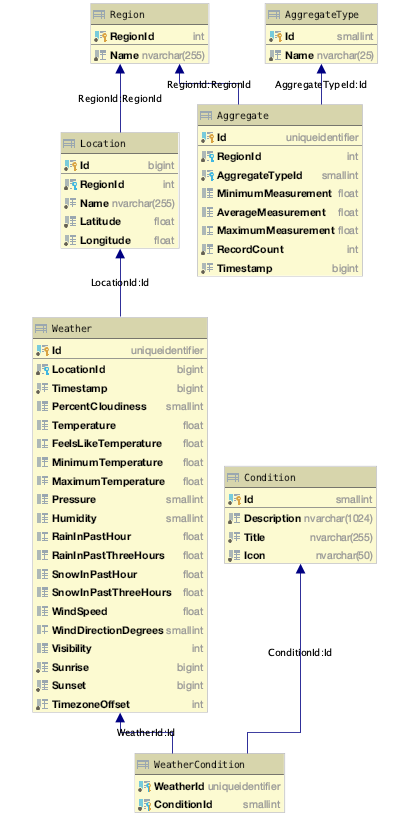 Region
RegionId int
Name nvarchar(255)
AggregateType
Id smallint
Name nvarchar(25)
RegionId:RegionId
RegionId:RegionId
AggregateTypeId:Id
Location
Id bigint
RegionId int
Name nvarchar(255)
Latitude float
Longitude float
Aggregate
Id uniqueidentifier
RegionId int
AggregateTypeId smallint
MinimumMeasurement float
AverageMeasurement float
MaximumMeasurement float
RecordCount int
Timestamp bigint
LocationId:Id
Weather
Id uniqueidentifier
LocationId bigint
Timestamp bigint
PercentCloudiness smallint
Temperature float
FeelsLikeTemperature float
MinimumTemperature float
MaximumTemperature float
Pressure smallint
Humidity smallint
RainInPastHour float
RainInPastThreeHours float
SnowInPastHour float
SnowInPastThreeHours float
WindSpeed float
WindDirectionDegrees smallint
Visibility int
Sunrise bigint
Sunset bigint
TimezoneOffset int
Condition
Id smallint
Description nvarchar(1024)
Title nvarchar(255)
Icon nvarchar(50)
ConditionId:Id
WeatherId:Id
WeatherCondition
WeatherId uniqueidentifier
ConditionId smallint